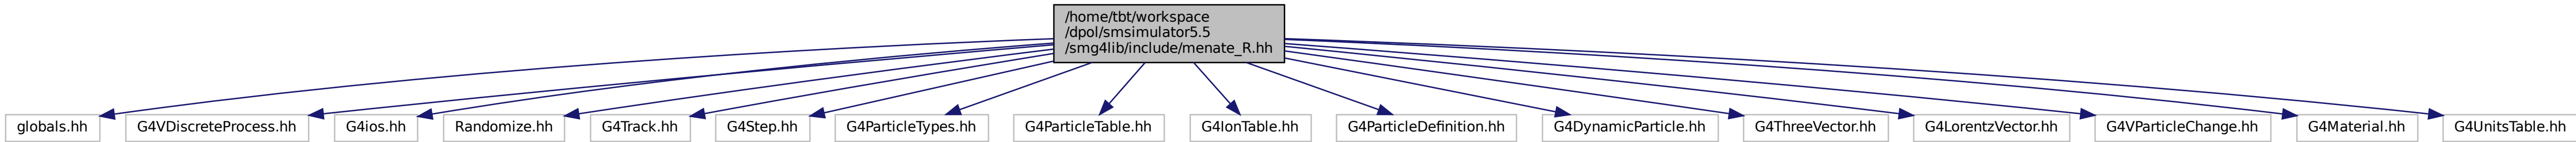 /home/tbt/workspace
/dpol/smsimulator5.5
/smg4lib/include/menate_R.hh
globals.hh
G4VDiscreteProcess.hh
G4ios.hh
Randomize.hh
G4Track.hh
G4Step.hh
G4ParticleTypes.hh
G4ParticleTable.hh
G4IonTable.hh
G4ParticleDefinition.hh
G4DynamicParticle.hh
G4ThreeVector.hh
G4LorentzVector.hh
G4VParticleChange.hh
G4Material.hh
G4UnitsTable.hh